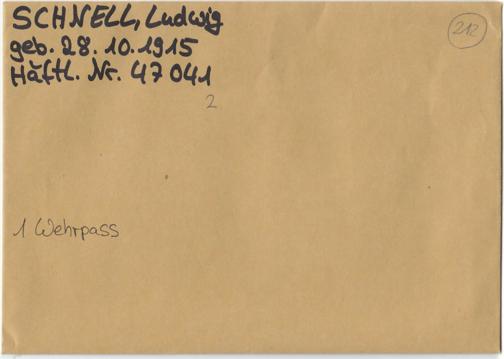 SCHNELL, Ludwig
212
geb. 28. 10. 1915
Häftl. Nr. 47 041
2
1 Wehrpass